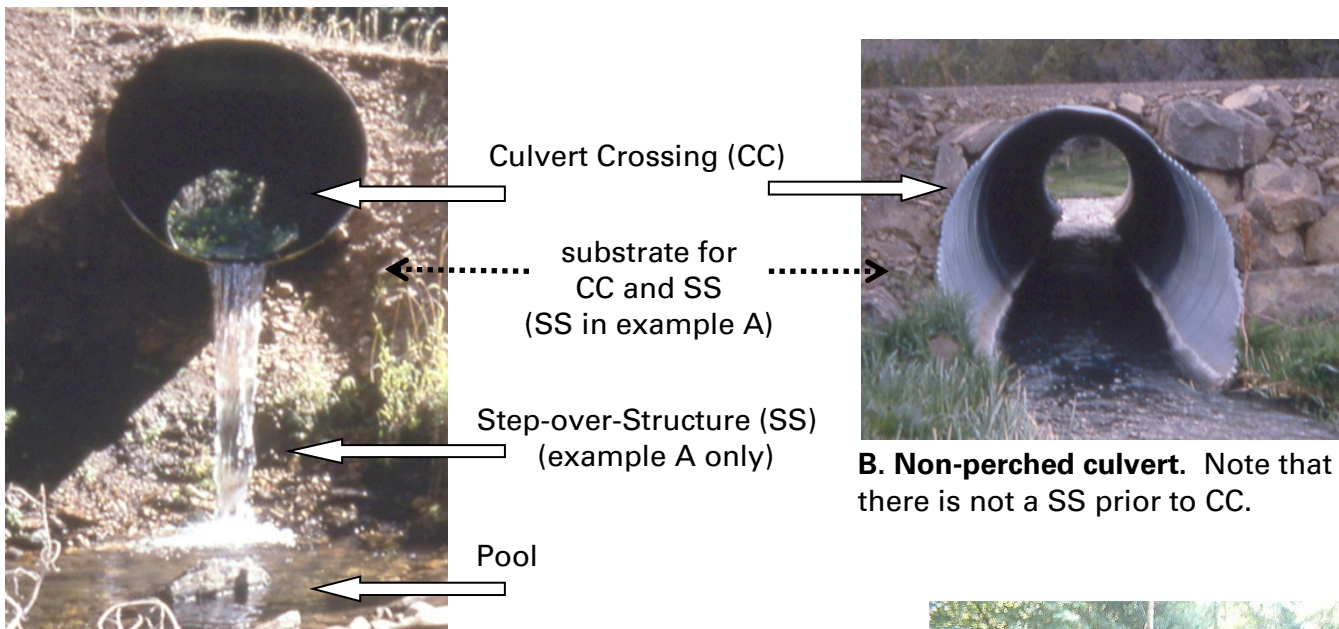 Culvert Crossing (CC)
substrate for
CC and SS
(SS in example A)
Step-over-Structure (SS)
(example A only)
Pool
B. Non-perched culvert. Note that
there is not a SS prior to CC.